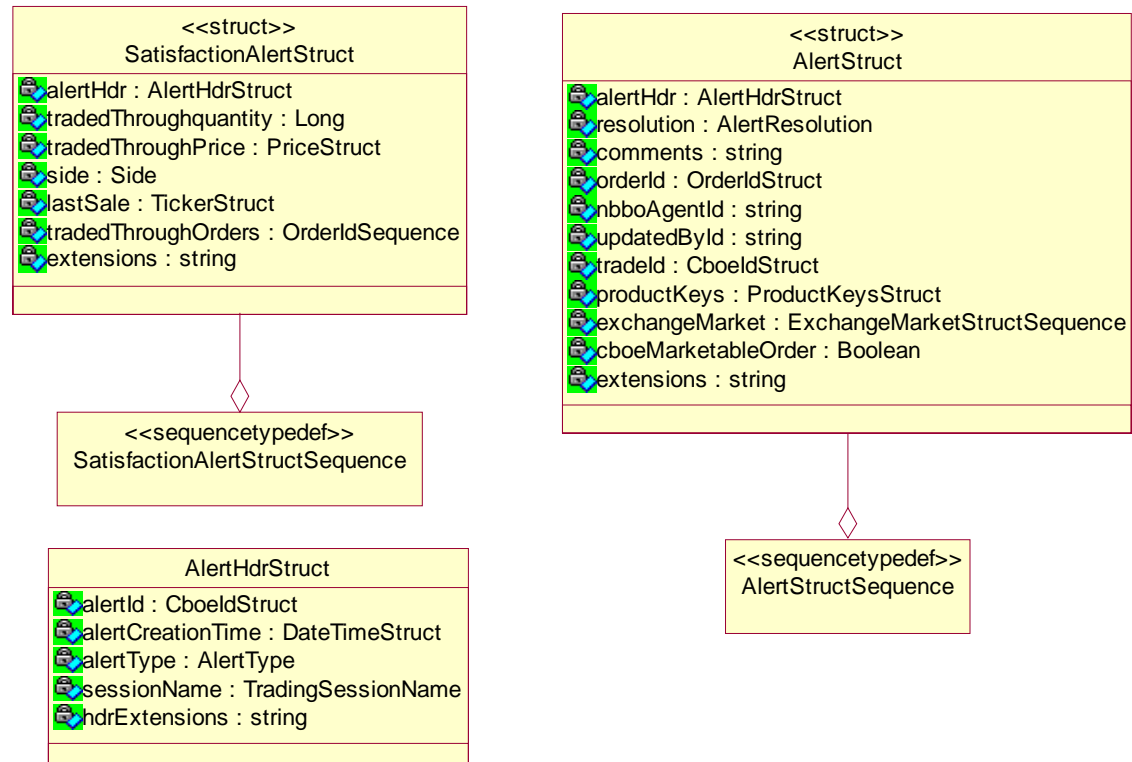 <<struct>>
SatisfactionAlertStruct
alertHdr : AlertHdrStruct
tradedThroughquantity : Long
tradedThroughPrice : PriceStruct
side : Side
lastSale : TickerStruct
tradedThroughOrders : OrderIdSequence
extensions : string
<<sequencetypedef>>
SatisfactionAlertStructSequence
AlertHdrStruct
alertId : CboeIdStruct
alertCreationTime : DateTimeStruct
alertType : AlertType
sessionName : TradingSessionName
hdrExtensions : string
<<struct>>
AlertStruct
alertHdr : AlertHdrStruct
resolution : AlertResolution
comments : string
orderId : OrderIdStruct
nbboAgentId : string
updatedById : string
tradeId : CboeIdStruct
productKeys : ProductKeysStruct
exchangeMarket : ExchangeMarketStructSequence
cboeMarketableOrder : Boolean
extensions : string
<<sequencetypedef>>
AlertStructSequence